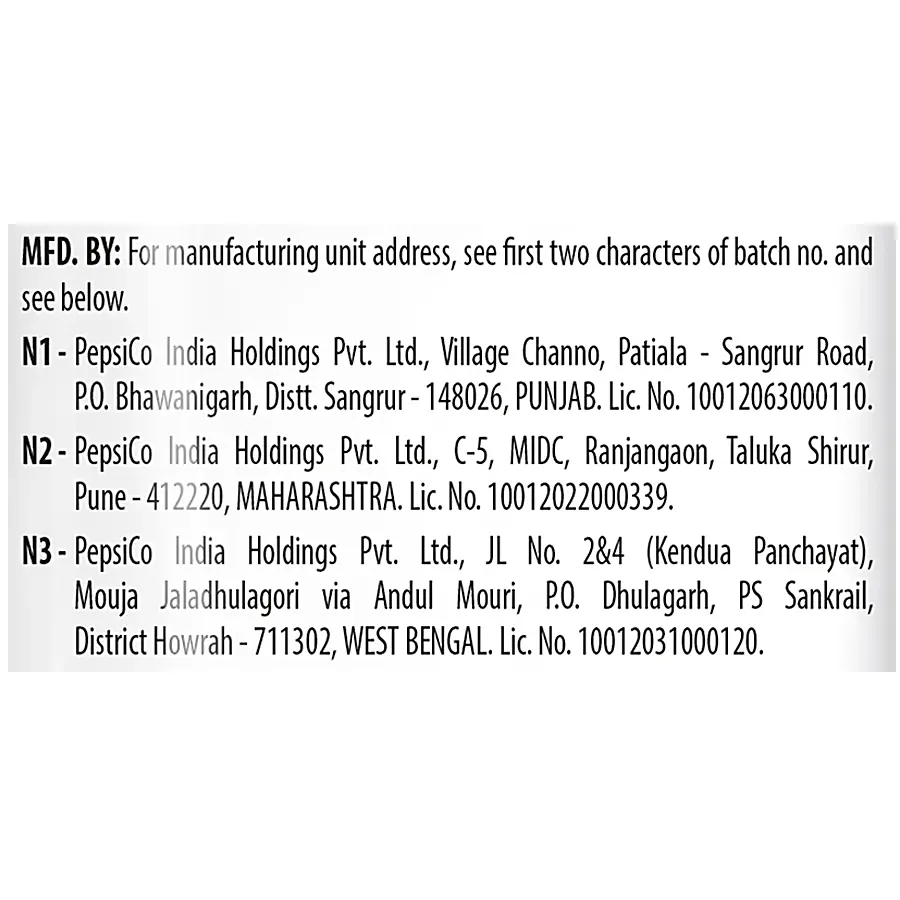 MFD. BY: For manufacturing unit address, see first two characters of batch no. and
see below.
N1 - PepsiCo India Holdings Pvt. Ltd., Village Channo, Patiala - Sangrur Road,
P.O. Bhawanigarh, Distt. Sangrur - 148026, PUNJAB. Lic. No. 10012063000110.
N2 - PepsiCo India Holdings Pvt. Ltd., C-5, MIDC, Ranjangaon, Taluka Shirur,
Pune - 412220, MAHARASHTRA. Lic. No. 10012022000339.
N3 - PepsiCo India Holdings Pvt. Ltd., JL No. 2&4 (Kendua Panchayat),
Mouja Jaladhulagori via Andul Mouri, P.O. Dhulagarh, PS Sankrail,
District Howrah - 711302, WEST BENGAL. Lic. No. 10012031000120.